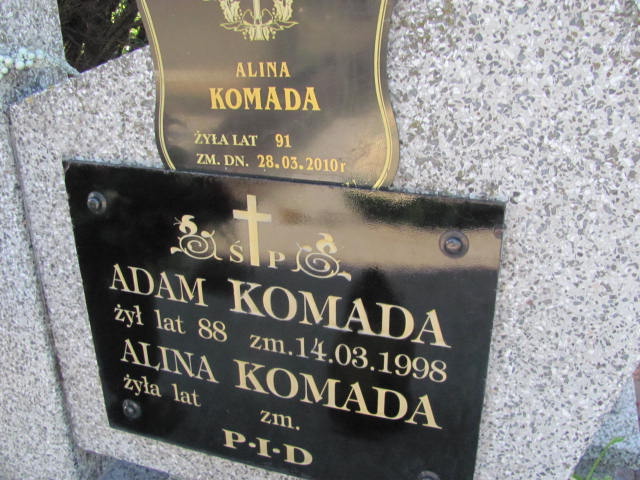 ALINA
KOMADA
ŻYŁA LAT 91
ZM. DN. 28.03.2010r
Ś P
ADAM KOMADA
żył lat 88 zm.14.03.1998
ALINA KOMADA
żyła lat zm.
P·I·D